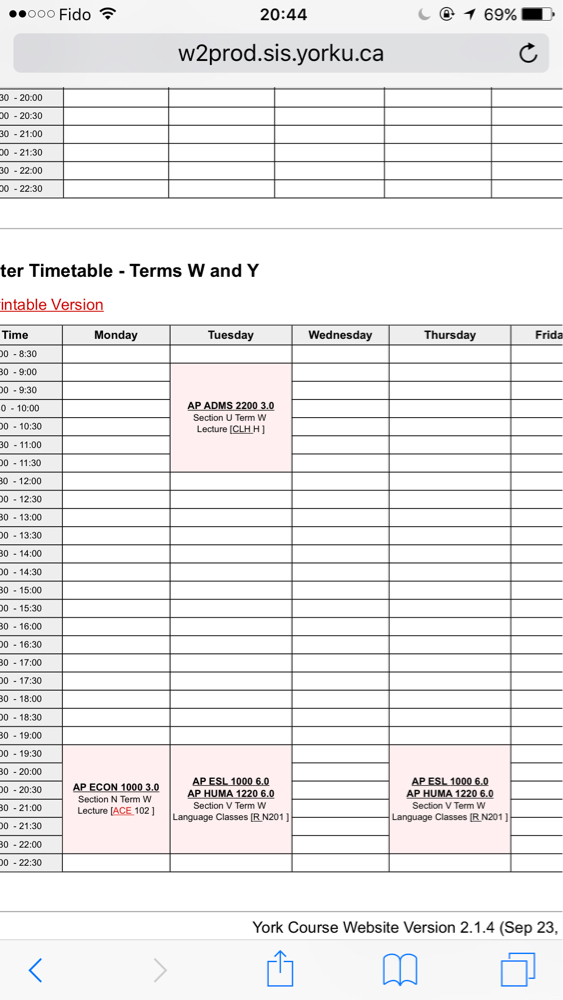 Fido 20:44 69%
w2prod.sis.yorku.ca
30 - 20:00
00 - 20:30
30 - 21:00
00 - 21:30
30 - 22:00
00 - 22:30
ter Timetable - Terms W and Y
intable Version
Time Monday Tuesday Wednesday Thursday Frida
00 - 8:30
30 - 9:00
00 - 9:30
0 - 10:00
00 - 10:30
30 - 11:00
00 - 11:30
AP ADMS 2200 3.0
Section U Term W
Lecture [CLH H ]
30 - 12:00
00 - 12:30
30 - 13:00
00 - 13:30
30 - 14:00
00 - 14:30
30 - 15:00
00 - 15:30
30 - 16:00
00 - 16:30
30 - 17:00
00 - 17:30
30 - 18:00
00 - 18:30
30 - 19:00
00 - 19:30
30 - 20:00
00 - 20:30
30 - 21:00
00 - 21:30
30 - 22:00
00 - 22:30
AP ECON 1000 3.0
Section N Term W
Lecture [ACE 102 ]
AP ESL 1000 6.0
AP HUMA 1220 6.0
Section V Term W
Language Classes [R N201 ]
AP ESL 1000 6.0
AP HUMA 1220 6.0
Section V Term W
Language Classes [R N201 ]
York Course Website Version 2.1.4 (Sep 23,